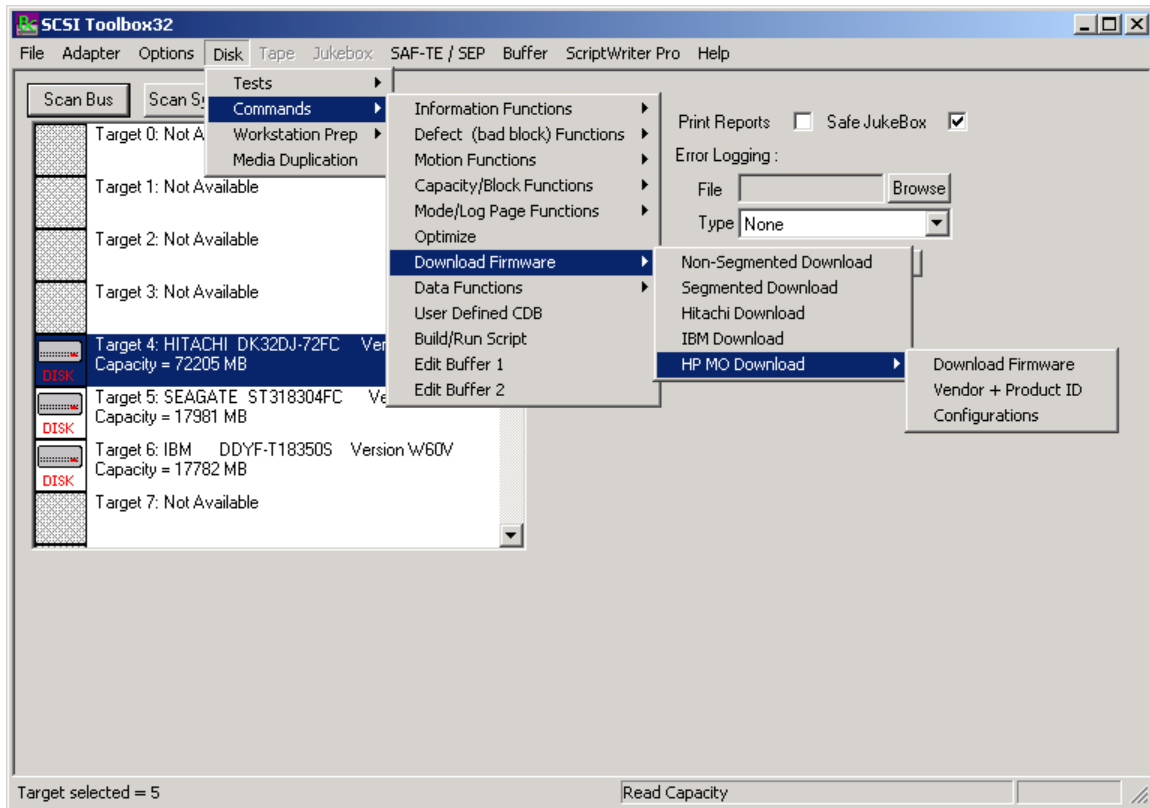 SCSI Toolbox32
File Adapter Options Disk Tape Jukebox SAF-TE / SEP Buffer ScriptWriter Pro Help
Scan Bus
Scan
Tests
Commands
Workstation Prep
Media Duplication
Information Functions
Defect (bad block) Functions
Motion Functions
Capacity/Block Functions
Mode/Log Page Functions
Optimize
Download Firmware
Data Functions
User Defined CDB
Build/Run Script
Edit Buffer 1
Edit Buffer 2
Non-Segmented Download
Segmented Download
Hitachi Download
IBM Download
HP MO Download
Download Firmware
Vendor + Product ID
Configurations
Print Reports Safe JukeBox
Error Logging :
File Browse
Type None
Target 0: Not A
Target 1: Not Available
Target 2: Not Available
Target 3: Not Available
DISK
Target 4: HITACHI DK32DJ-72FC Ver
Capacity = 72205 MB
DISK
Target 5: SEAGATE ST318304FC Ve
Capacity = 17981 MB
DISK
Target 6: IBM DDYF-T18350S Version W60V
Capacity = 17782 MB
Target 7: Not Available
Target selected = 5
Read Capacity